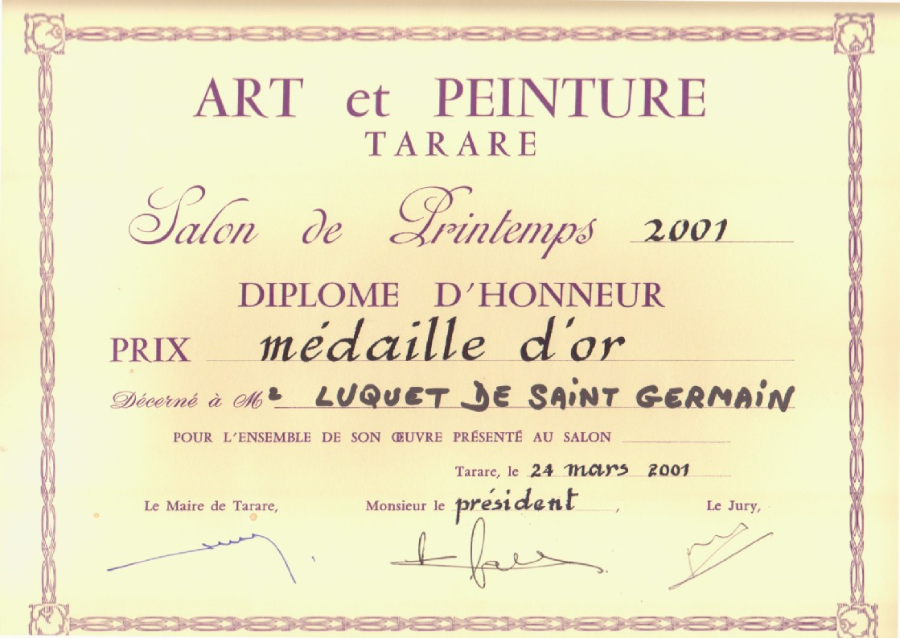 ART et PEINTURE
TARARE
Salon de Printemps 2001
DIPLOME D'HONNEUR
PRIX médaille d'or
Décerné à Mr LUQUET DE SAINT GERMAIN
POUR L'ENSEMBLE DE SON ŒUVRE PRÉSENTÉ AU SALON
Tarare, le 24 mars 2001
Le Maire de Tarare, Monsieur le président, Le Jury,